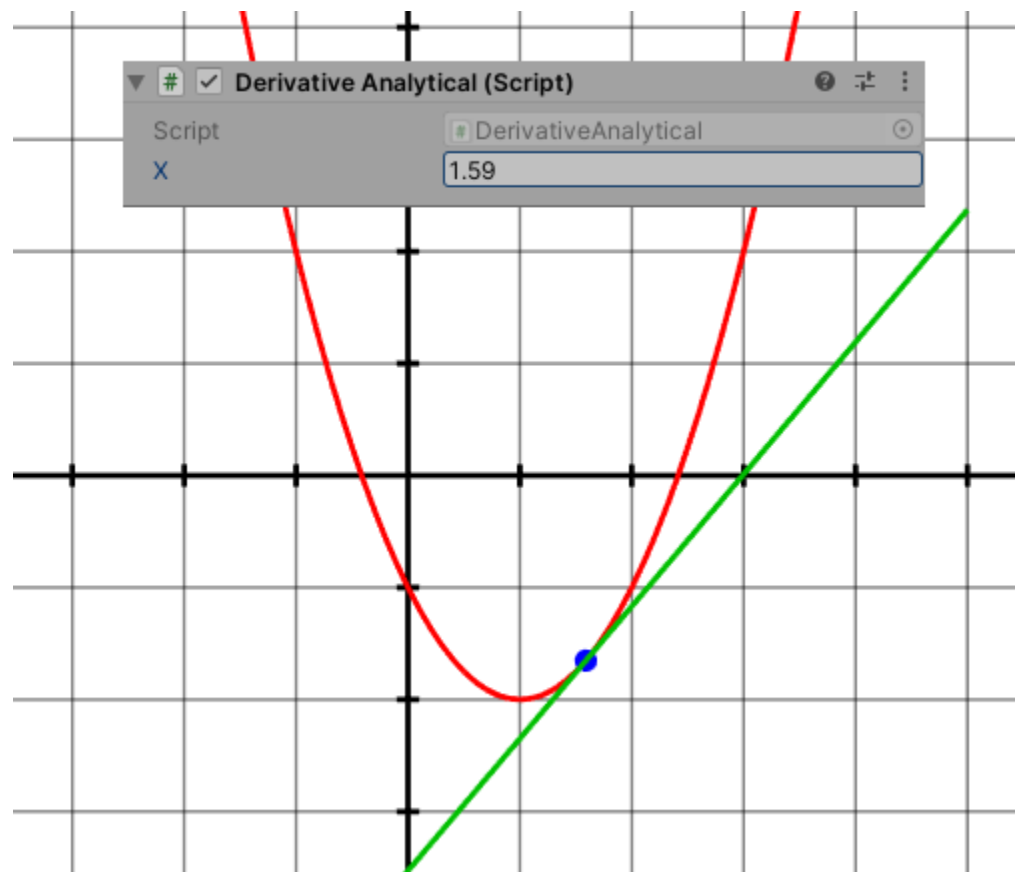 # Derivative Analytical (Script)
Script # DerivativeAnalytical
X 1.59